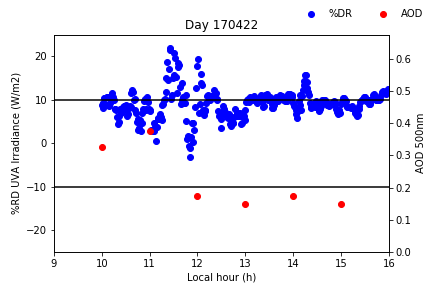 %DR AOD
Day 170422
%RD UVA Irradiance (W/m2)
20
10
0
−10
−20
0.6
0.5
0.4
0.3
0.2
0.1
0.0
AOD 500nm
9 10 11 12 13 14 15 16
Local hour (h)